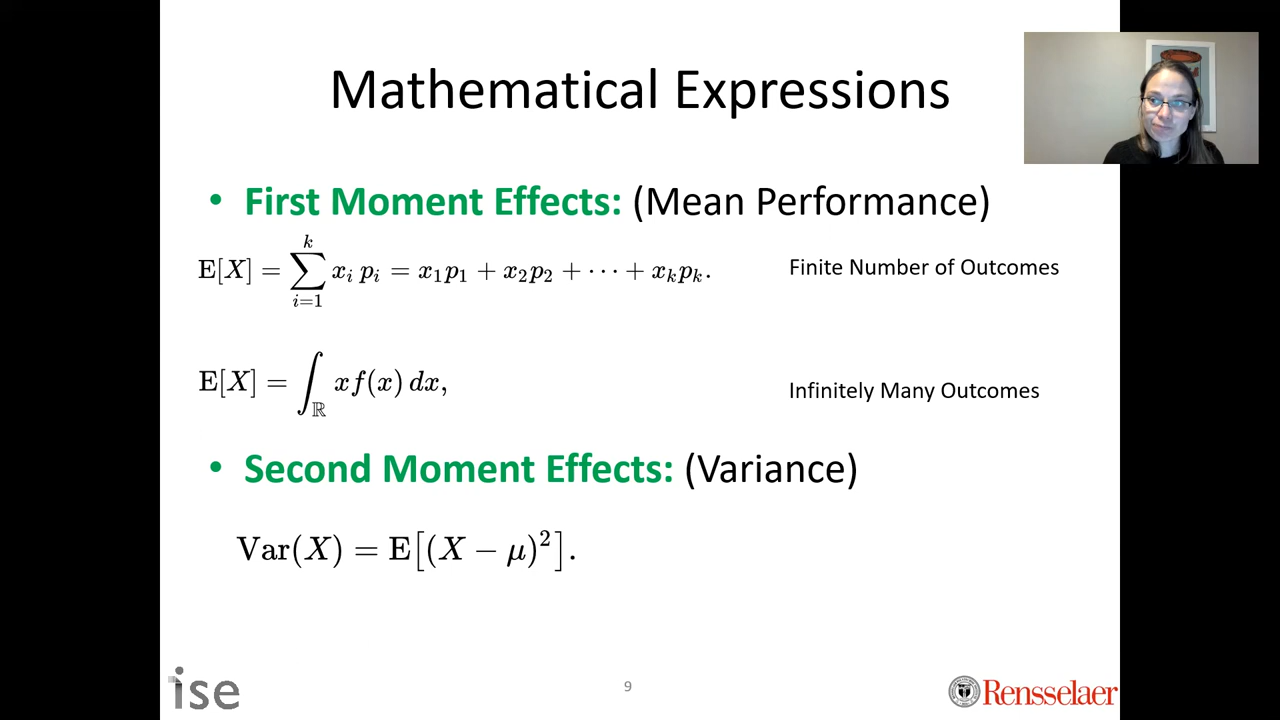 Mathematical Expressions
• First Moment Effects: (Mean Performance)
E[X] = ∑_{i=1}^{k} x_i p_i = x_1p_1 + x_2p_2 + ⋯ + x_kp_k.
Finite Number of Outcomes
E[X] = ∫_ℝ xf(x) dx,
Infinitely Many Outcomes
• Second Moment Effects: (Variance)
Var(X) = E[(X − μ)^2].
ise
9
Rensselaer